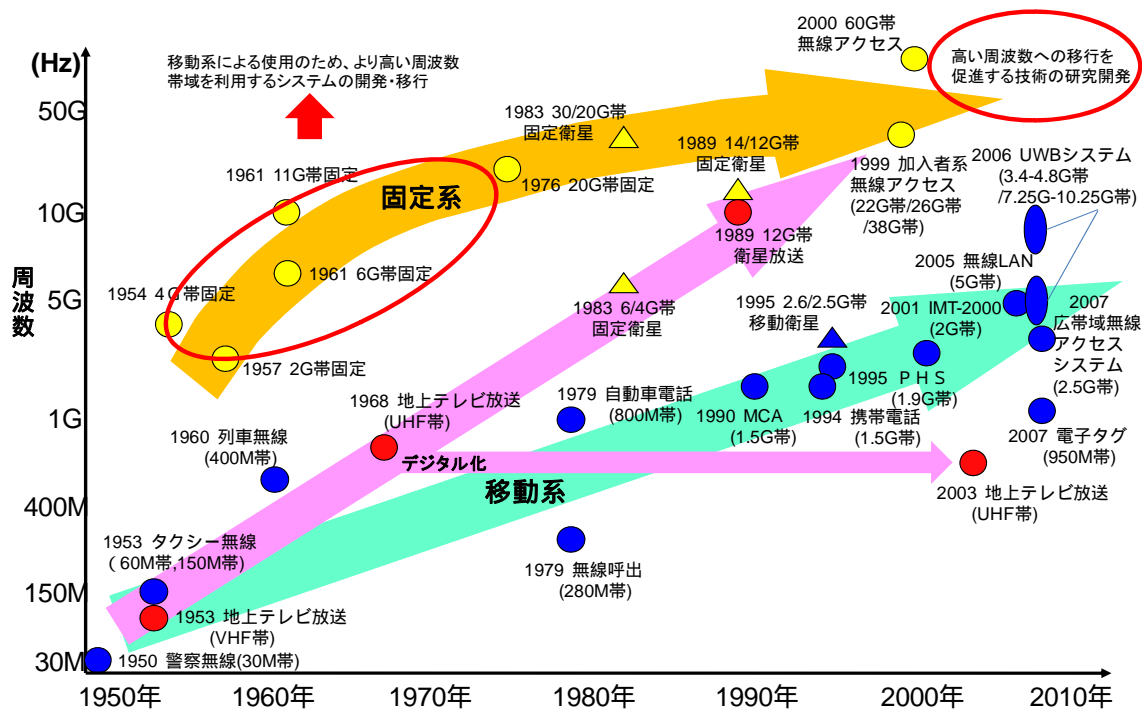 (Hz)
移動系による使用のため、より高い周波数
帯域を利用するシステムの開発・移行
2000 60G帯
無線アクセス
高い周波数への移行を
促進する技術の研究開発
50G
1983 30/20G帯
固定衛星
1989 14/12G帯
固定衛星
1999 加入者系
無線アクセス
(22G帯/26G帯
/38G帯)
2006 UWBシステム
(3.4-4.8G帯
/7.25G-10.25G帯)
1961 11G帯固定
固定系
1976 20G帯固定
10G
1989 12G帯
衛星放送
周波数
1954 4G帯固定
1961 6G帯固定
5G
1983 6/4G帯
固定衛星
1995 2.6/2.5G帯
移動衛星
2005 無線LAN
(5G帯)
2001 IMT-2000
(2G帯)
2007
広帯域無線
アクセス
システム
(2.5G帯)
1957 2G帯固定
1G
1968 地上テレビ放送
(UHF帯)
1979 自動車電話
(800M帯)
1990 MCA
(1.5G帯)
1994 携帯電話
(1.5G帯)
1995 ＰＨＳ
(1.9G帯)
2007 電子タグ
(950M帯)
1960 列車無線
(400M帯)
デジタル化
移動系
2003 地上テレビ放送
(UHF帯)
400M
1953 タクシー無線
( 60M帯,150M帯)
1979 無線呼出
(280M帯)
150M
1953 地上テレビ放送
(VHF帯)
30M
1950 警察無線(30M帯)
1950年
1960年
1970年
1980年
1990年
2000年
2010年